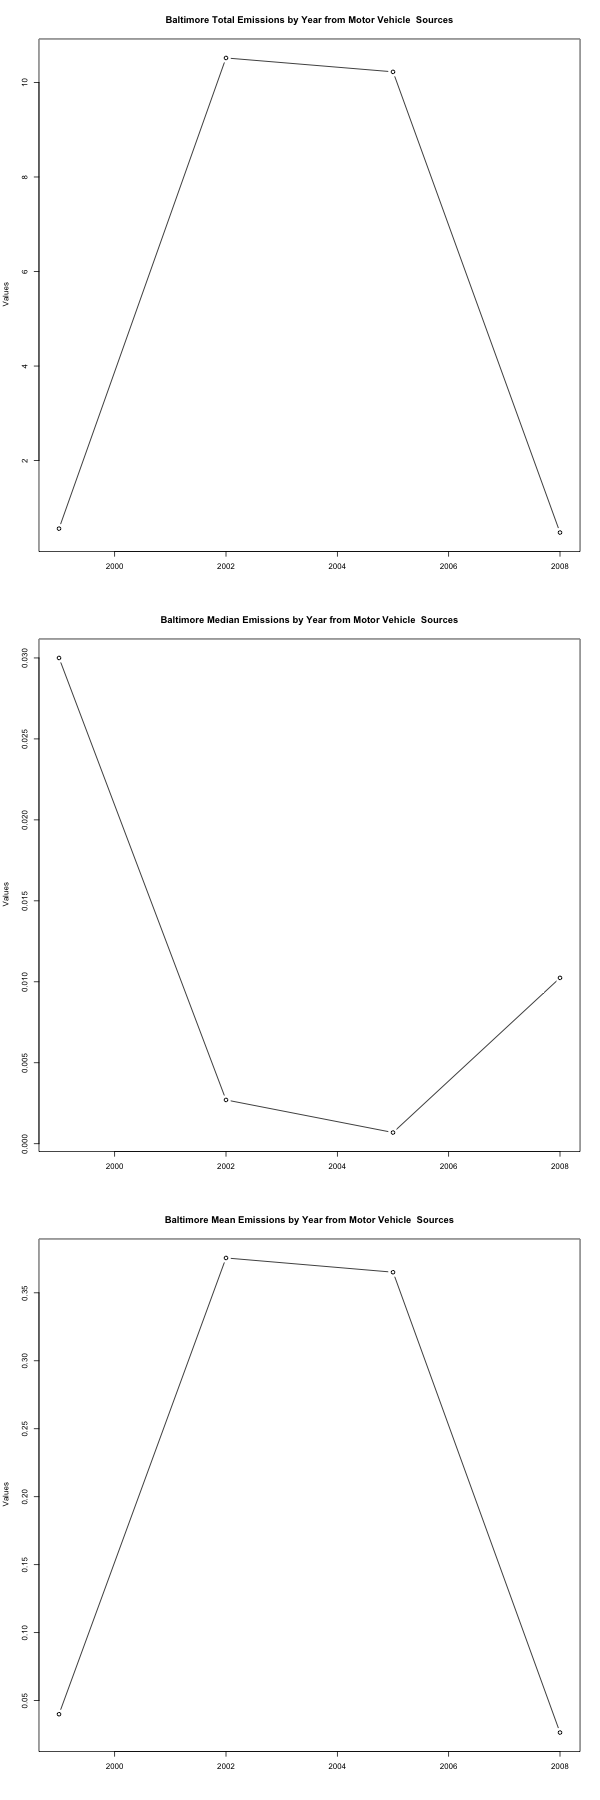 Baltimore Total Emissions by Year from Motor Vehicle  Sources
10
8
6
4
2
Values
2000 2002 2004 2006 2008
Baltimore Median Emissions by Year from Motor Vehicle  Sources
0.030
0.025
0.020
0.015
0.010
0.005
0.000
Values
2000 2002 2004 2006 2008
Baltimore Mean Emissions by Year from Motor Vehicle  Sources
0.35
0.30
0.25
0.20
0.15
0.10
0.05
Values
2000 2002 2004 2006 2008